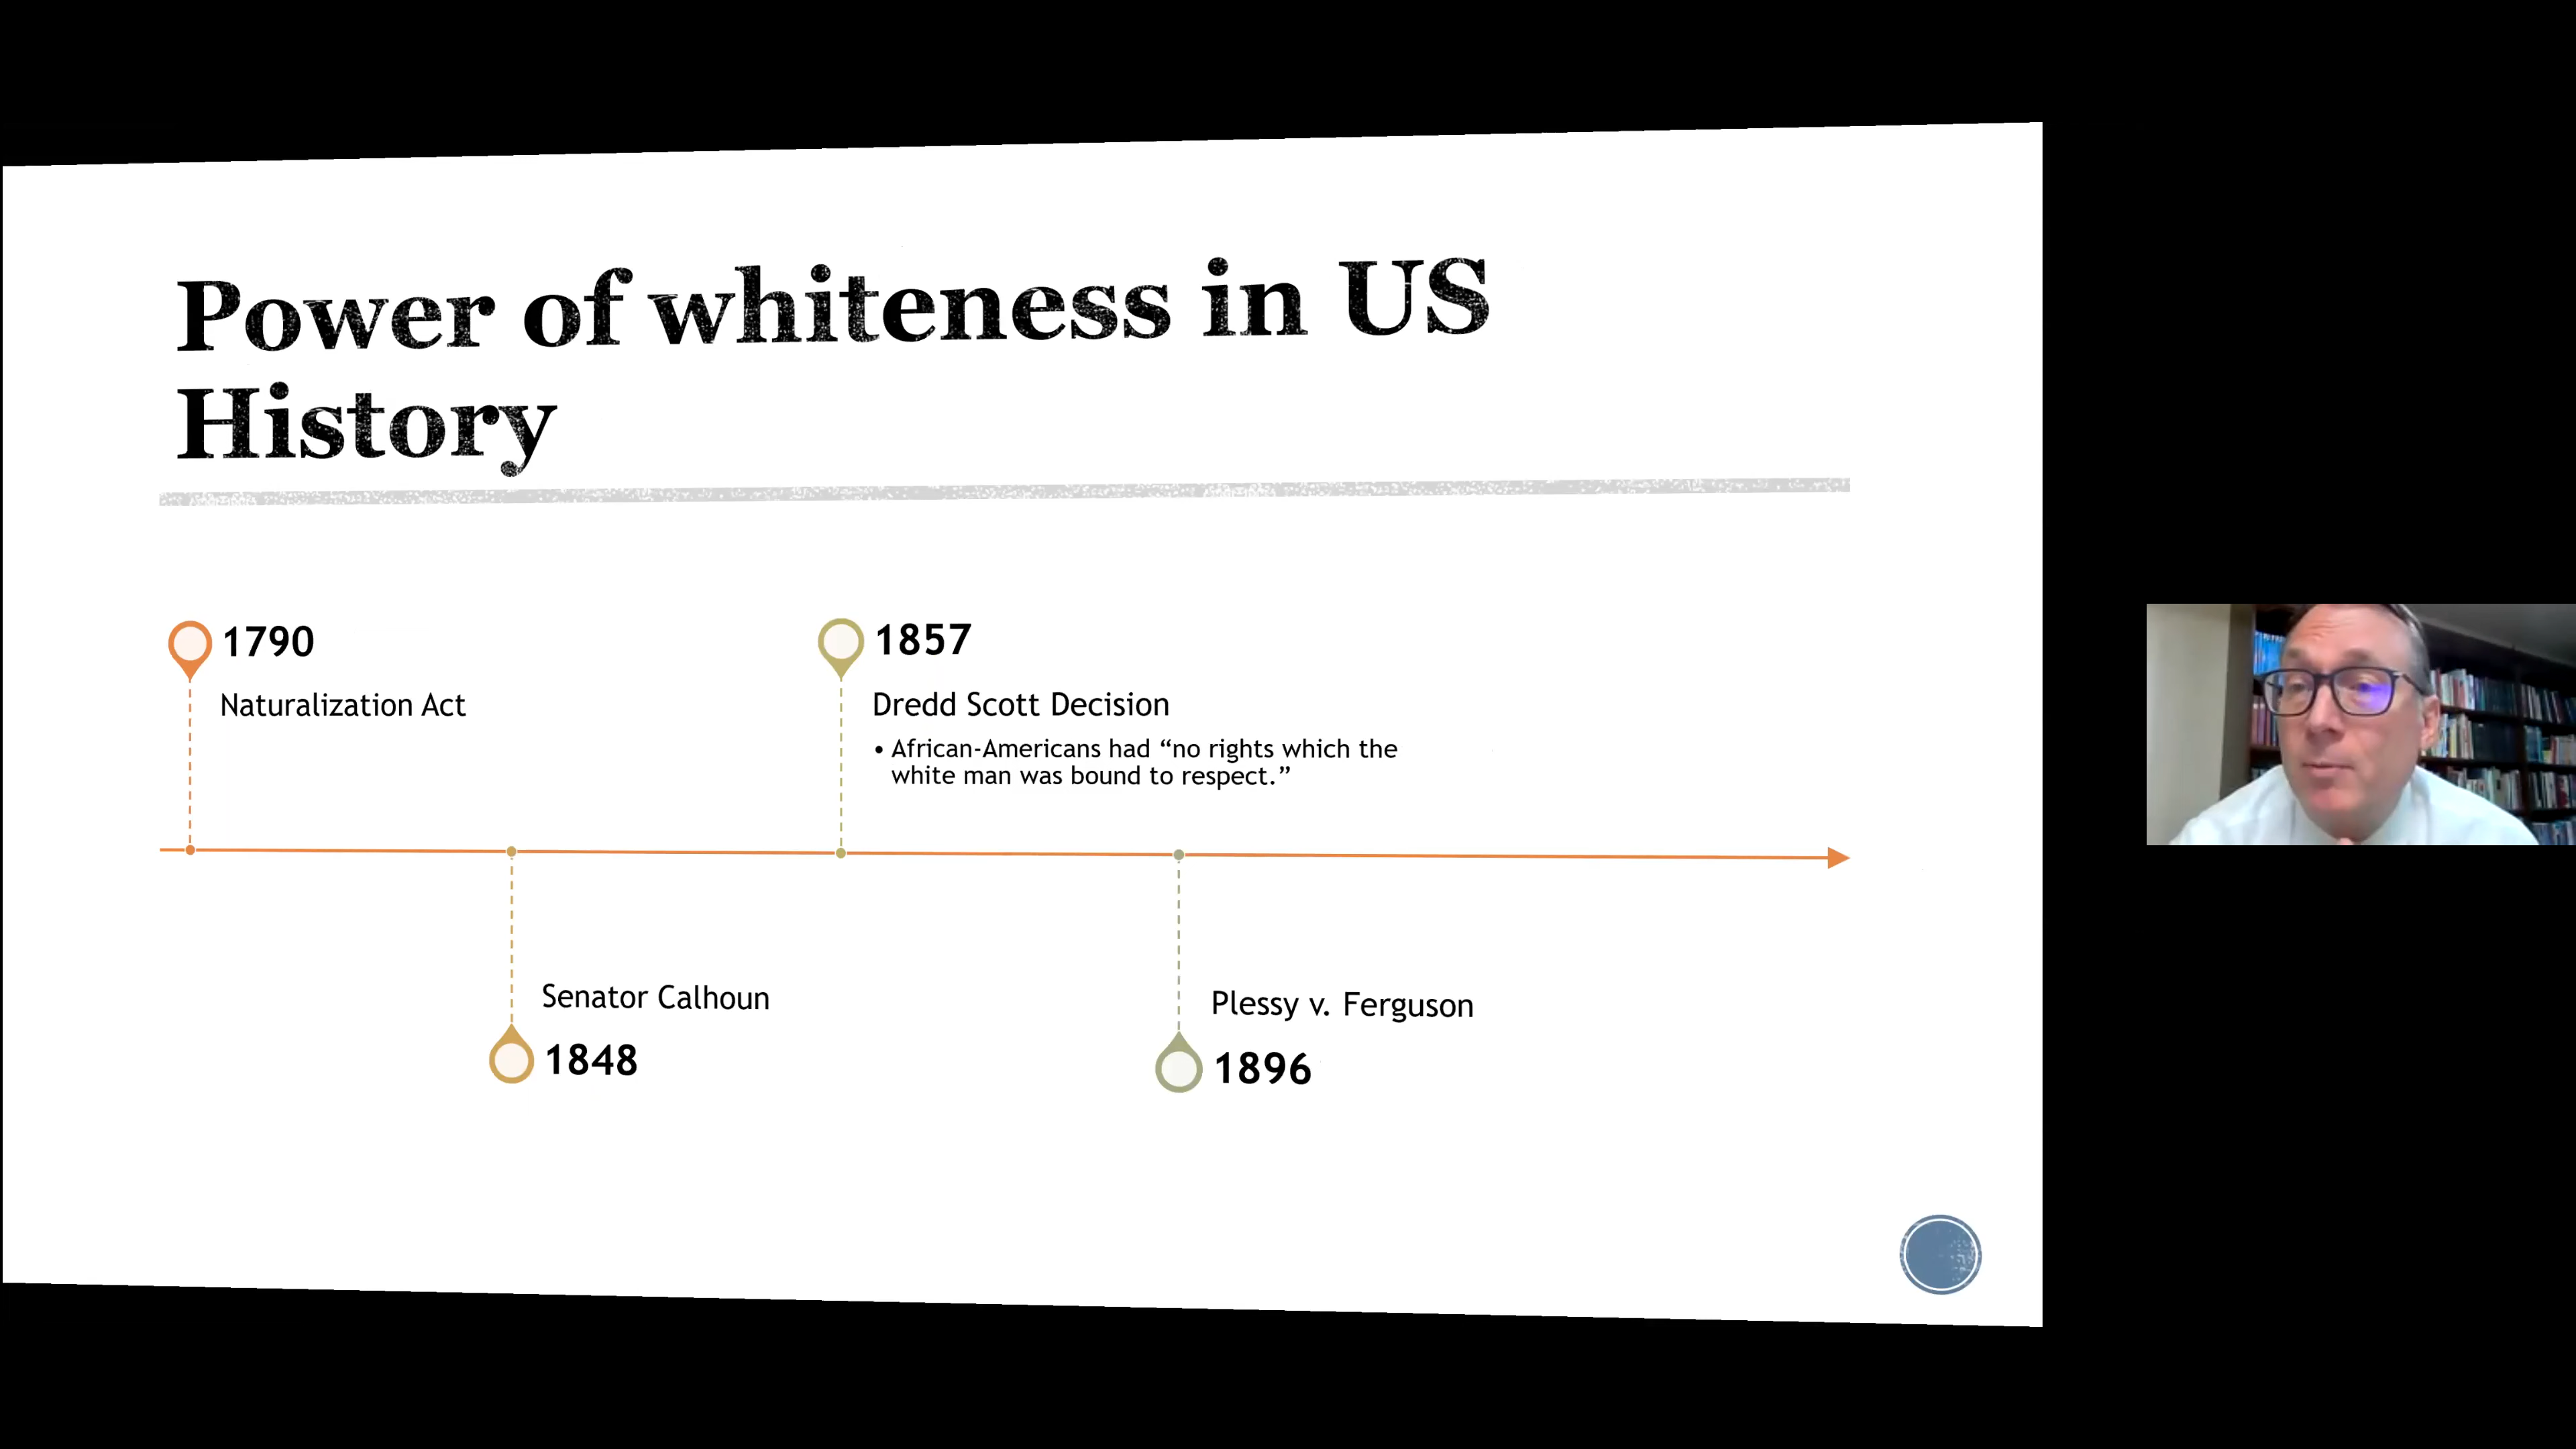 Power of whiteness in US
History
1790
Naturalization Act
1857
Dredd Scott Decision
• African-Americans had “no rights which the
white man was bound to respect.”
Senator Calhoun
1848
Plessy v. Ferguson
1896